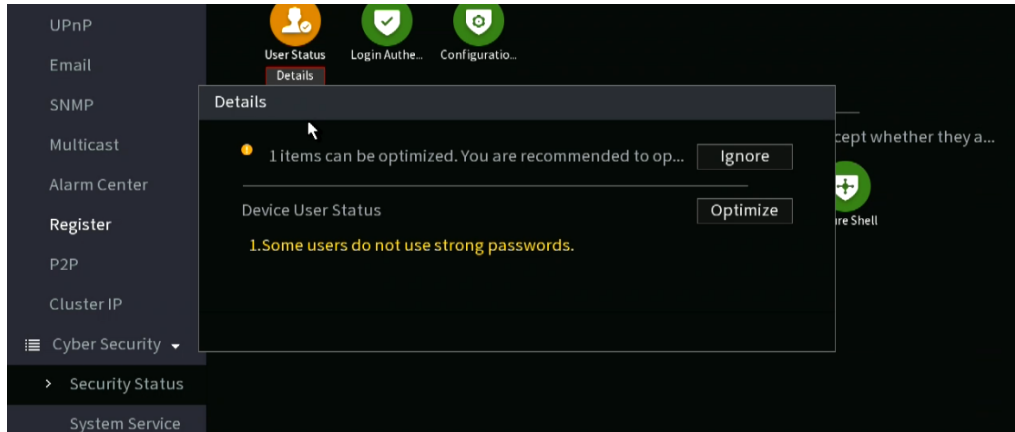 UPnP
Email
SNMP
Multicast
Alarm Center
Register
P2P
Cluster IP
Cyber Security
Security Status
System Service
User Status
Login Authe...
Configuratio...
Details
Details
1 items can be optimized. You are recommended to op...
Ignore
Device User Status
Optimize
1.Some users do not use strong passwords.
cept whether they a...
re Shell